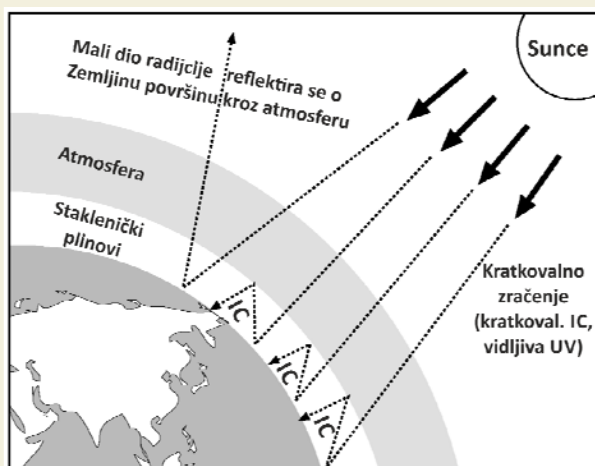 Mali dio radijclje reflektira se o
Zemljinu površinu kroz atmosferu
Sunce
Atmosfera
Staklenički
plinovi
Kratkovalno
zračenje
(kratkoval. IC,
vidljiva UV)
IC
IC
IC